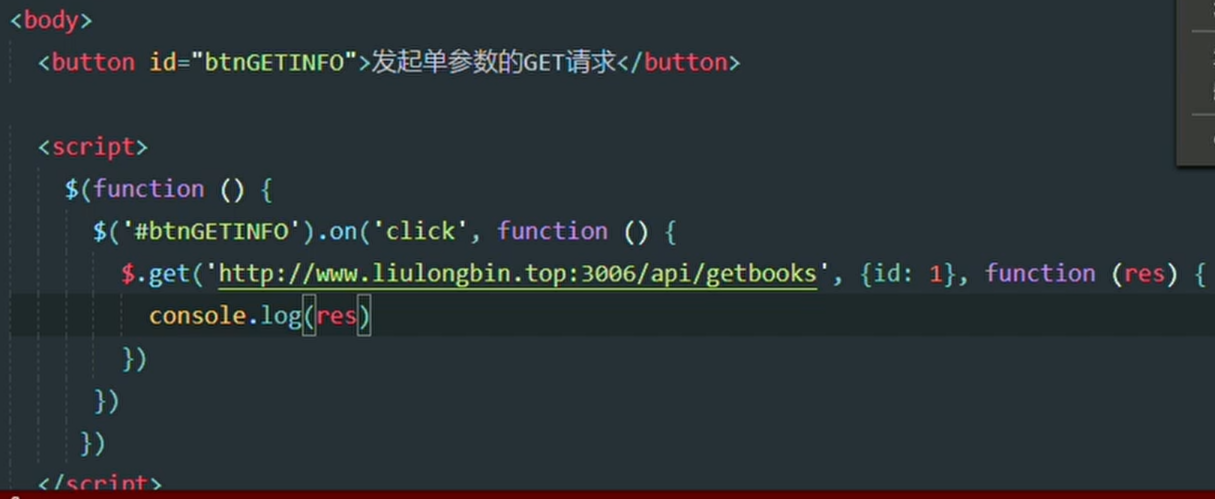 <body>
<button id="btnGETINFO">发起单参数的GET请求</button>
<script>
$(function () {
$('#btnGETINFO').on('click', function () {
$.get('http://www.liulongbin.top:3006/api/getbooks', {id: 1}, function (res) {
console.log(res)
})
})
})
</script>